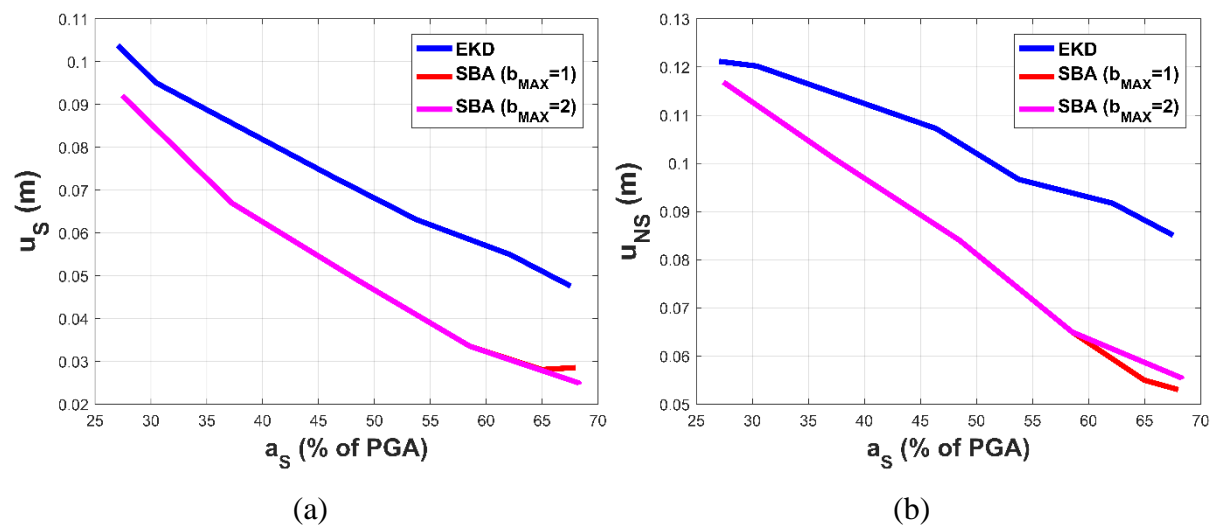 0.11
0.1
0.09
0.08
0.07
0.06
0.05
0.04
0.03
0.02
u_S (m)
EKD
SBA (b_MAX=1)
SBA (b_MAX=2)
25 30 35 40 45 50 55 60 65 70
a_S (% of PGA)
(a)
0.13
0.12
0.11
0.1
0.09
0.08
0.07
0.06
0.05
u_NS (m)
EKD
SBA (b_MAX=1)
SBA (b_MAX=2)
25 30 35 40 45 50 55 60 65 70
a_S (% of PGA)
(b)